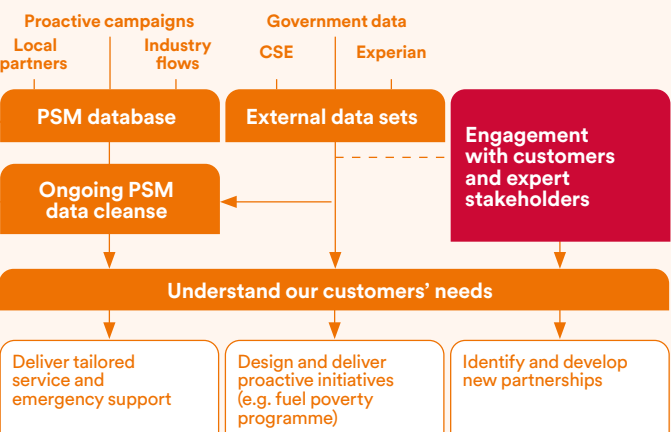 Proactive campaigns
Government data
Local
partners
Industry
flows
CSE
Experian
PSM database
External data sets
Engagement
with customers
and expert
stakeholders
Ongoing PSM
data cleanse
Understand our customers’ needs
Deliver tailored
service and
emergency support
Design and deliver
proactive initiatives
(e.g. fuel poverty
programme)
Identify and develop
new partnerships